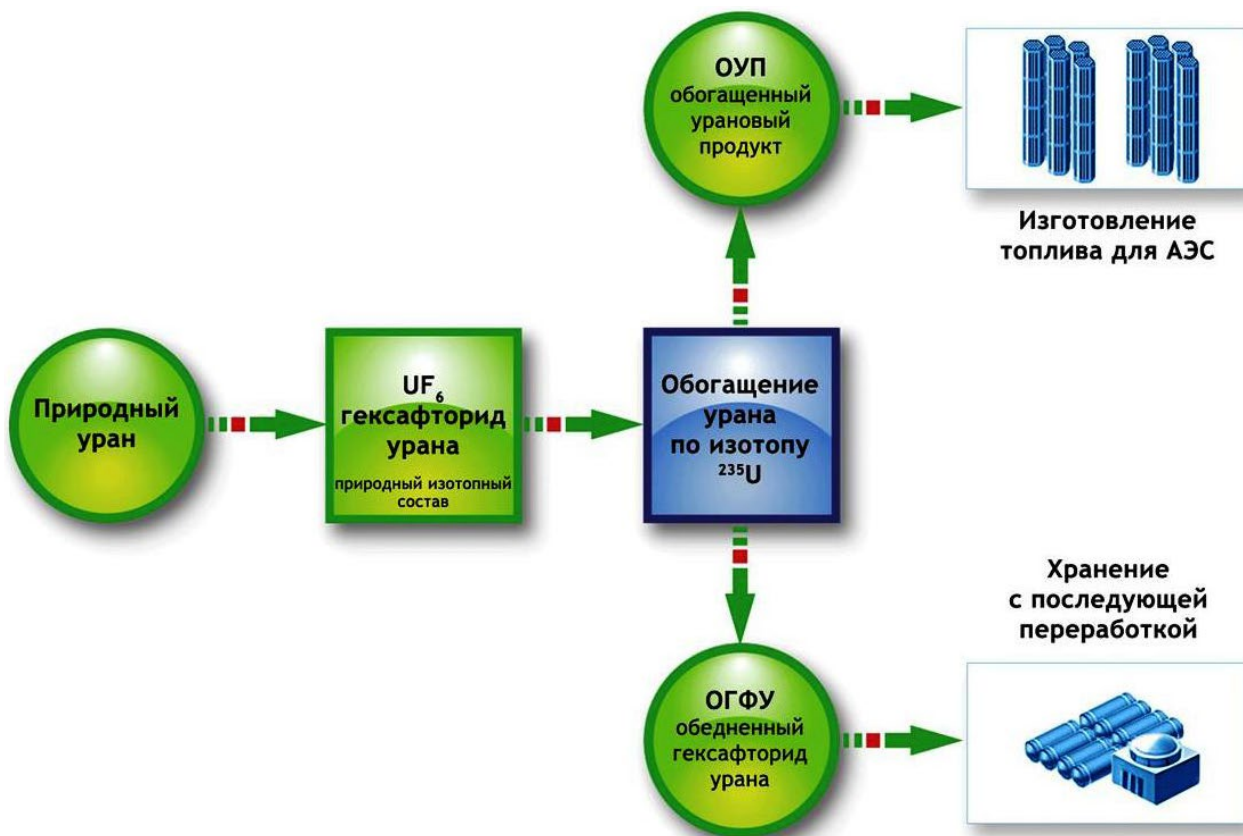 Природный
уран
UF₆
гексафторид
урана
природный изотопный
состав
Обогащение
урана
по изотопу
²³⁵U
ОУП
обогащенный
урановый
продукт
Изготовление
топлива для АЭС
ОГФУ
обедненный
гексафторид
урана
Хранение
с последующей
переработкой